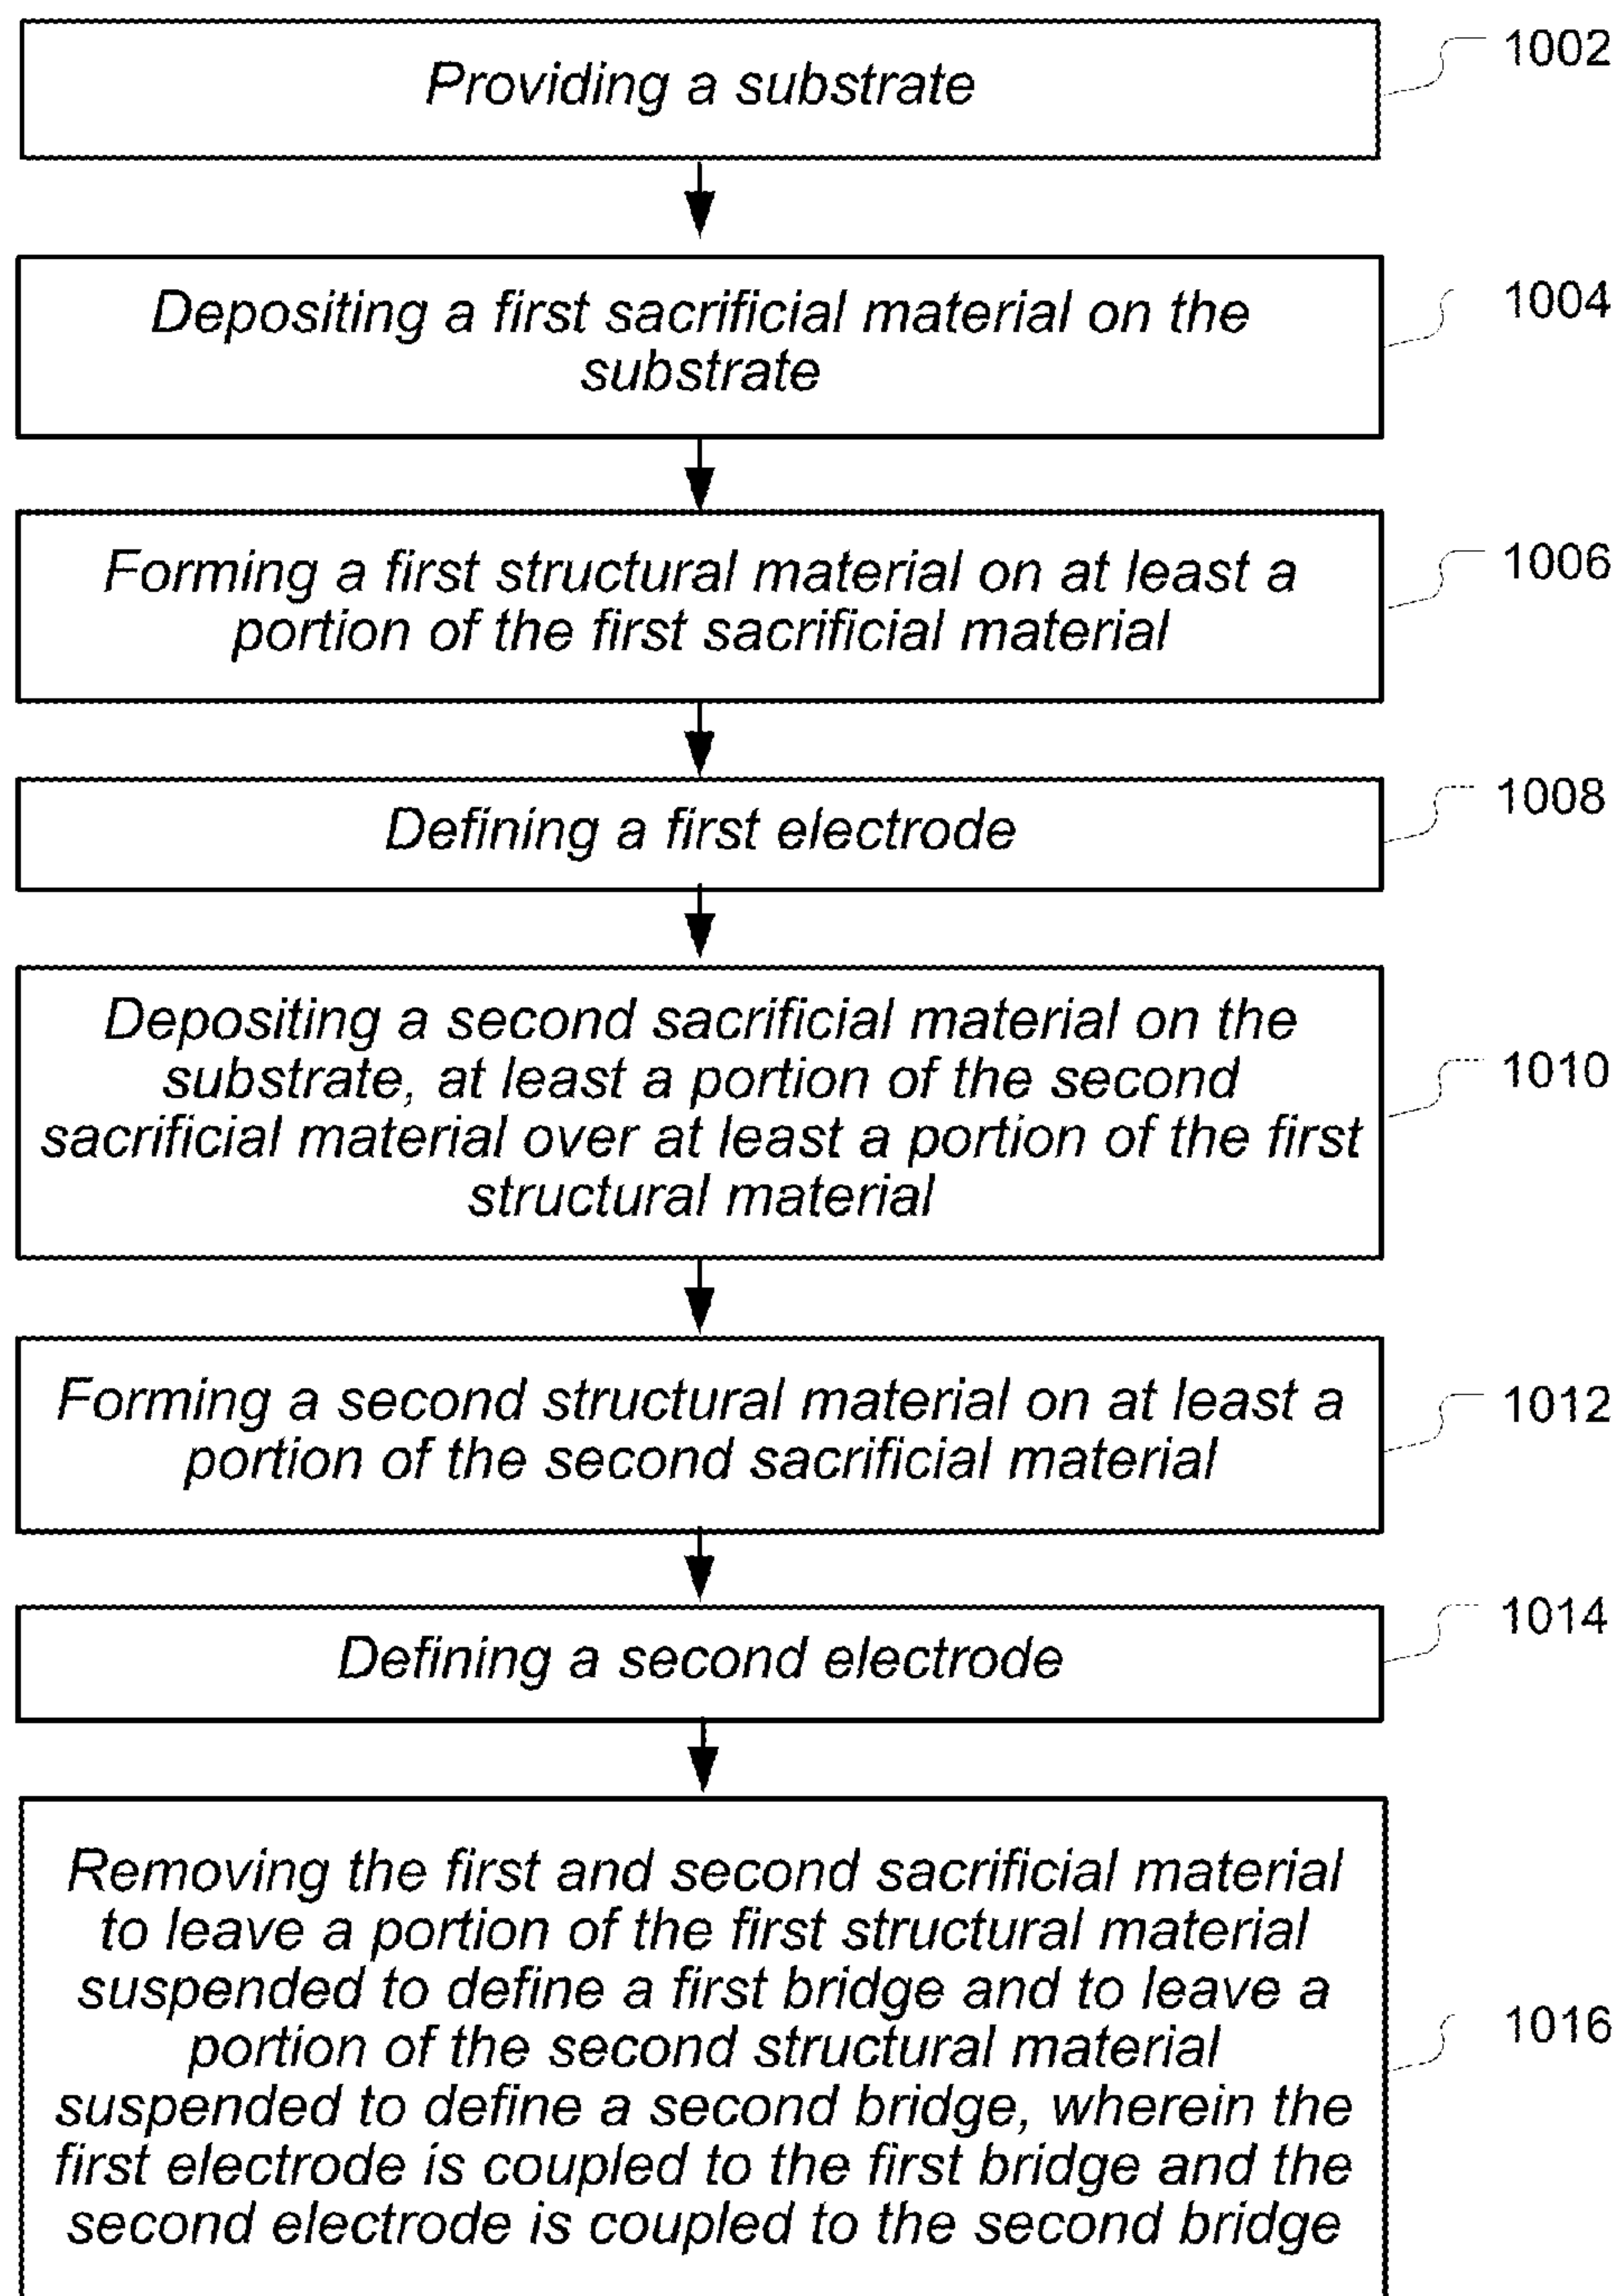 Providing a substrate
1002
Depositing a first sacrificial material on the
substrate
1004
Forming a first structural material on at least a
portion of the first sacrificial material
1006
Defining a first electrode
1008
Depositing a second sacrificial material on the
substrate, at least a portion of the second
sacrificial material over at least a portion of the first
structural material
1010
Forming a second structural material on at least a
portion of the second sacrificial material
1012
Defining a second electrode
1014
Removing the first and second sacrificial material
to leave a portion of the first structural material
suspended to define a first bridge and to leave a
portion of the second structural material
suspended to define a second bridge, wherein the
first electrode is coupled to the first bridge and the
second electrode is coupled to the second bridge
1016